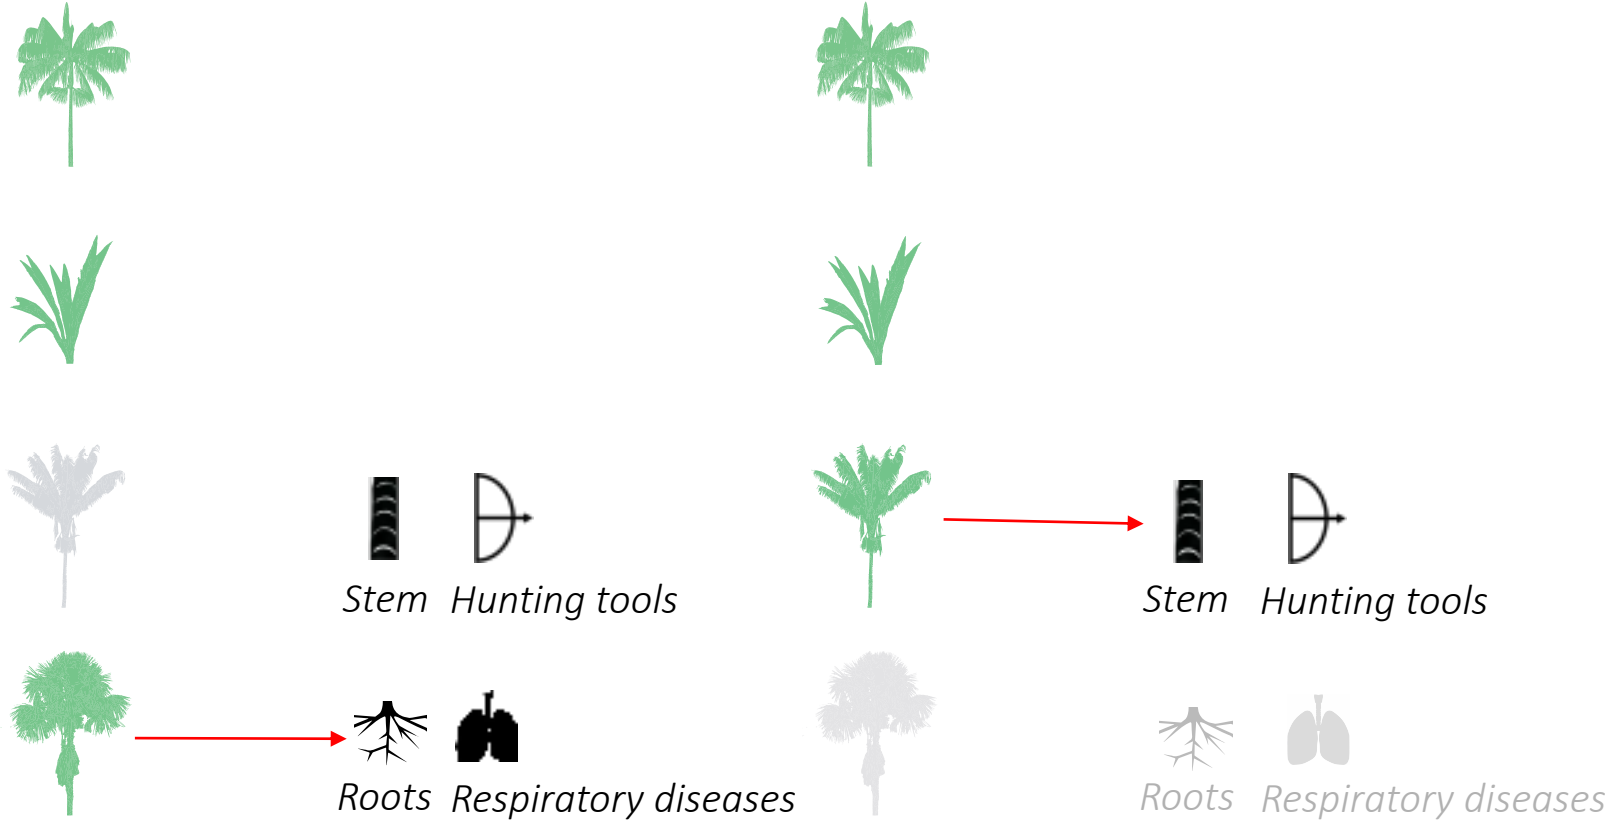 Stem Hunting tools Stem Hunting tools
Roots Respiratory diseases Roots Respiratory diseases